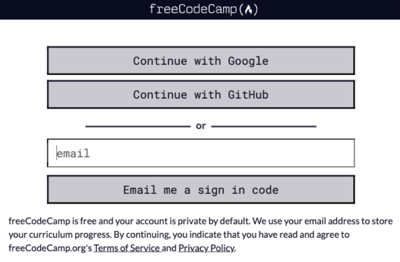 freeCodeCamp(🔥)
Continue with Google
Continue with GitHub
or
email
Email me a sign in code
freeCodeCamp is free and your account is private by default. We use your email address to store
your curriculum progress. By continuing, you indicate that you have read and agree to
freeCodeCamp.org's Terms of Service and Privacy Policy.